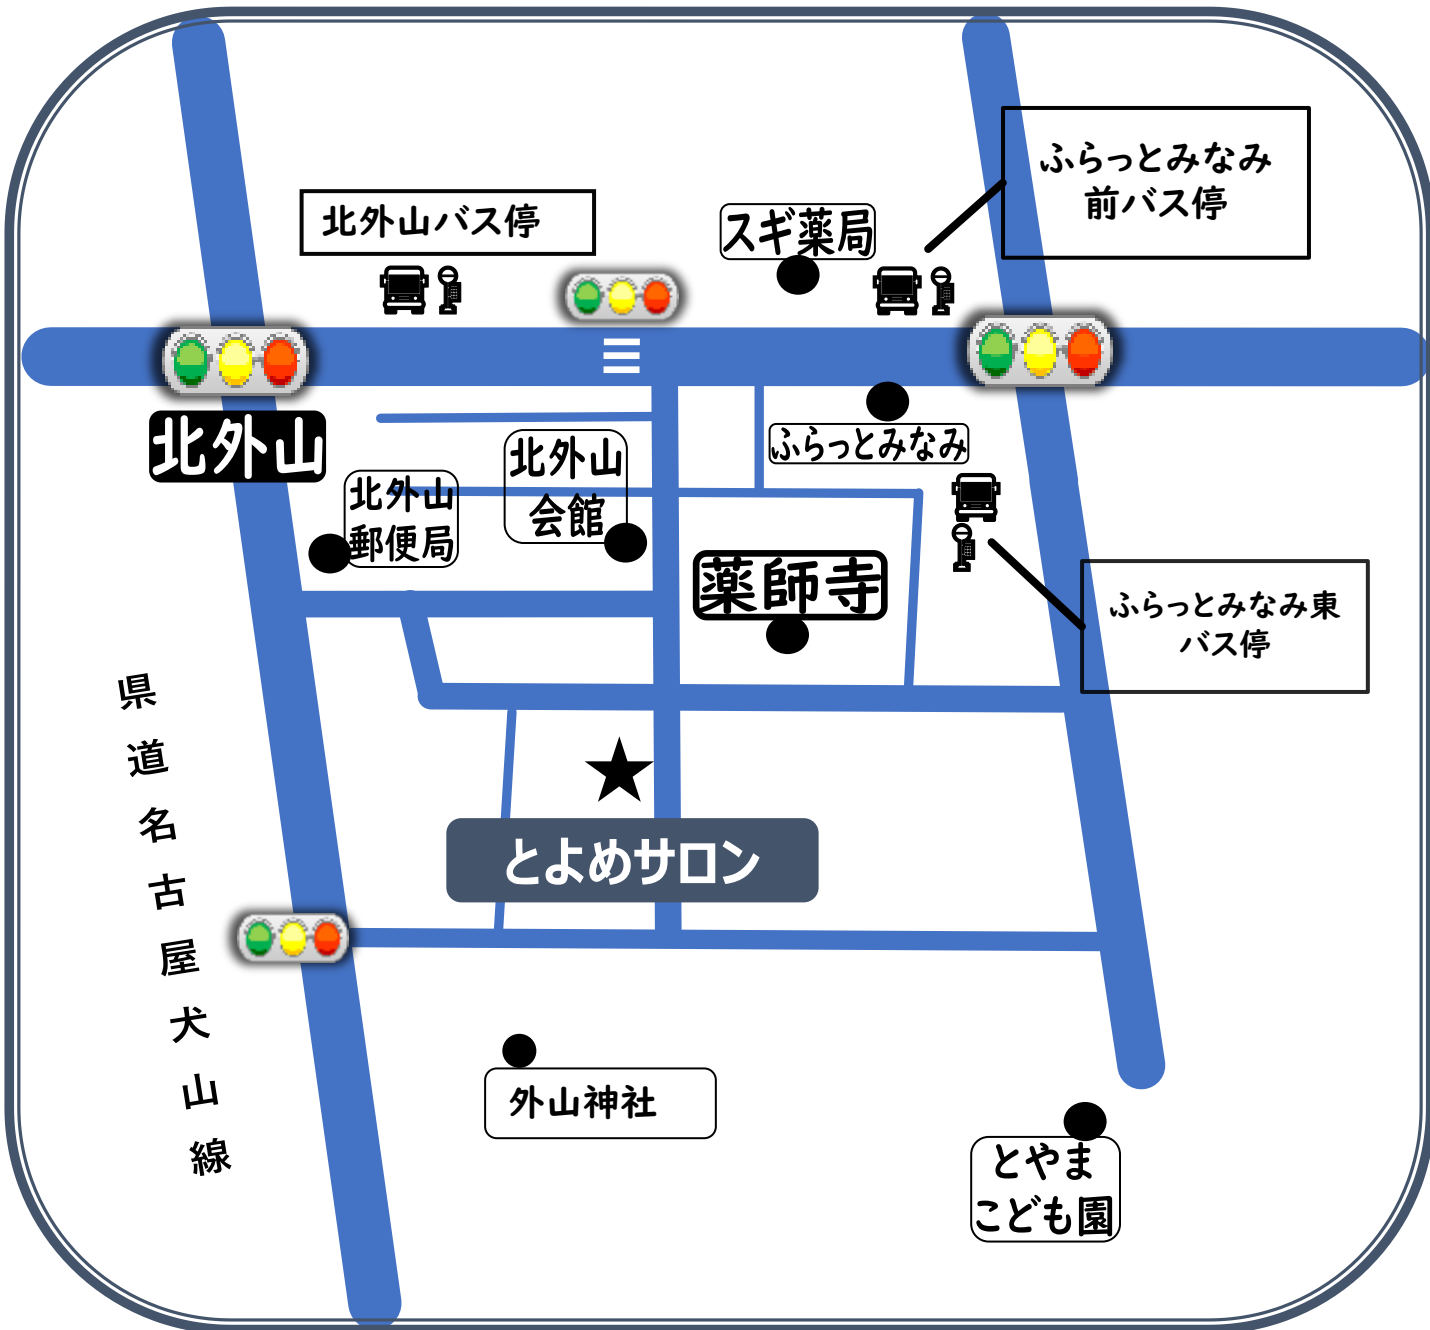 ふらっとみなみ
前バス停
北外山バス停
スギ薬局
北外山
ふらっとみなみ
北外山
会館
北外山
郵便局
薬師寺
ふらっとみなみ東
バス停
県道名古屋犬山線
とよめサロン
外山神社
とやま
こども園